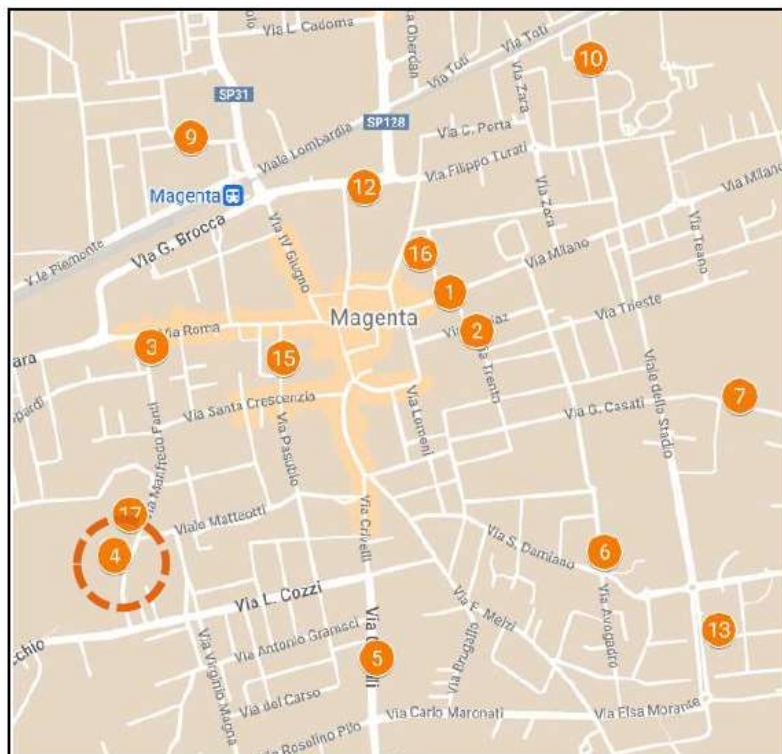 Via L. Cadorna
Via Toti
Via Toti
10
SP31
Via Zara
9
SP128
Via C. Porta
Viale Lombardia
Via Filippo Turati
Magenta
12
Via Milano
Via G. Brocca
Via IV Giugno
Via Zara
Via Teano
V.le Piemonte
16
Via Milano
1
Via Trieste
Magenta
2
Via Roma
3
15
Via Trento
Viale della Stadio
7
Via Santa Crescenzia
Via Lomeni
Via G. Casati
Via Pasubio
Via Manfredo Fanti
17
Viale Matteotti
4
Via Crivelli
Via S. Damiano
6
Via L. Cozzi
Via F. Melzi
Via Avogadro
Via Antonio Gramsci
13
5
Via Brugallo
Via Virginio
Magna
Via del Carso
Via Carlo Maronati
Via Elsa Morante
Via Rosolino Pilo